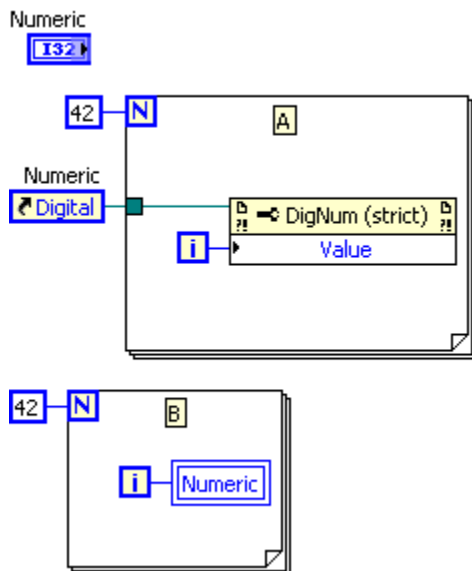 Numeric
I32
42 N
A
Numeric
Digital
?! DigNum (strict) ?!
i Value
42 N
B
i Numeric